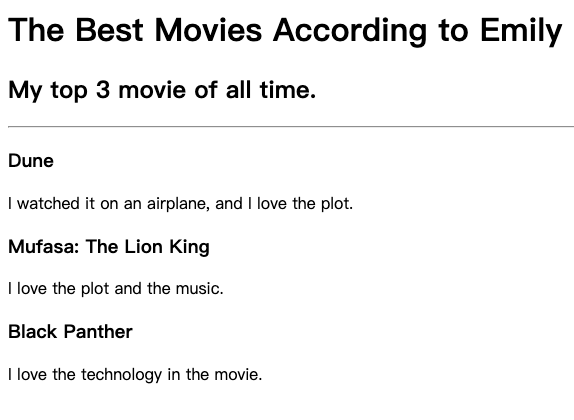 The Best Movies According to Emily
My top 3 movie of all time.
Dune
I watched it on an airplane, and I love the plot.
Mufasa: The Lion King
I love the plot and the music.
Black Panther
I love the technology in the movie.